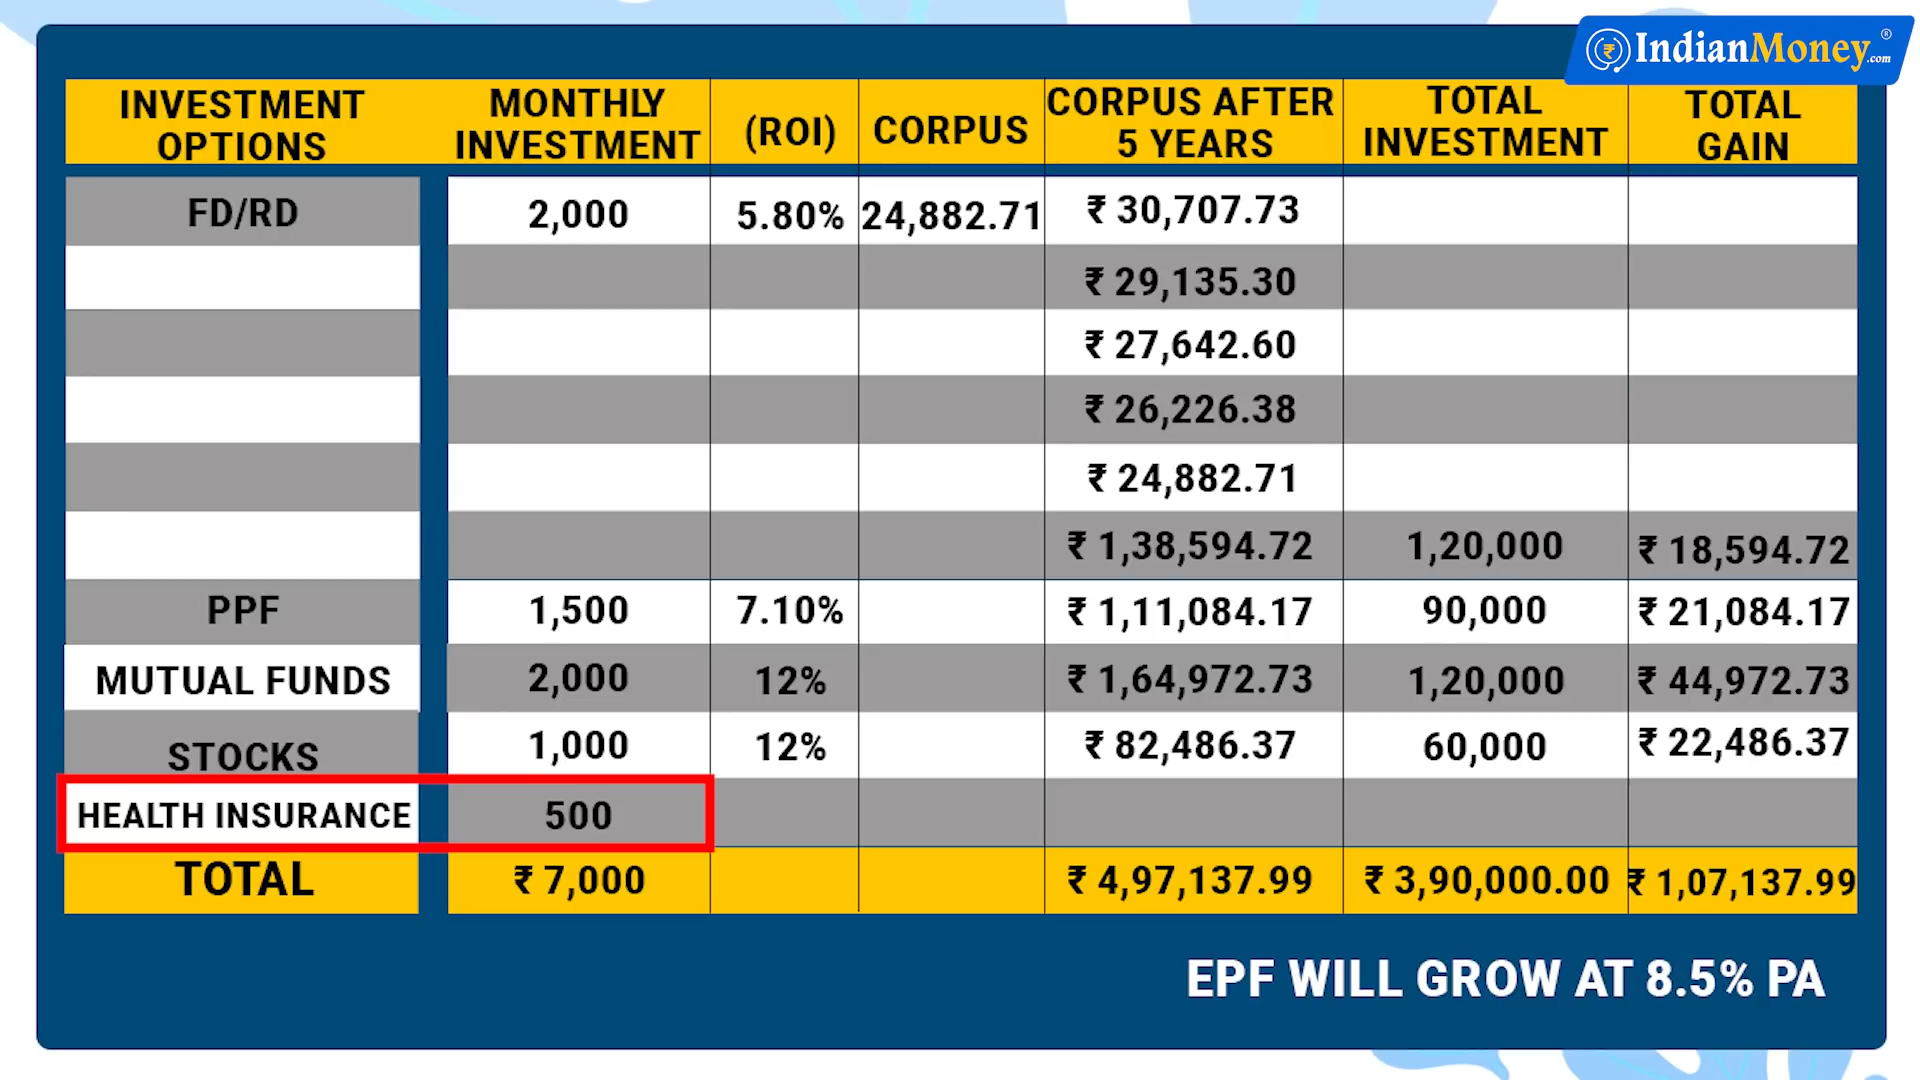 IndianMoney.com ®
INVESTMENT OPTIONS MONTHLY INVESTMENT (ROI) CORPUS CORPUS AFTER 5 YEARS TOTAL INVESTMENT TOTAL GAIN
FD/RD 2,000 5.80% 24,882.71 ₹ 30,707.73
₹ 29,135.30
₹ 27,642.60
₹ 26,226.38
₹ 24,882.71
₹ 1,38,594.72 1,20,000 ₹ 18,594.72
PPF 1,500 7.10% ₹ 1,11,084.17 90,000 ₹ 21,084.17
MUTUAL FUNDS 2,000 12% ₹ 1,64,972.73 1,20,000 ₹ 44,972.73
STOCKS 1,000 12% ₹ 82,486.37 60,000 ₹ 22,486.37
HEALTH INSURANCE 500
TOTAL ₹ 7,000 ₹ 4,97,137.99 ₹ 3,90,000.00 ₹ 1,07,137.99
EPF WILL GROW AT 8.5% PA